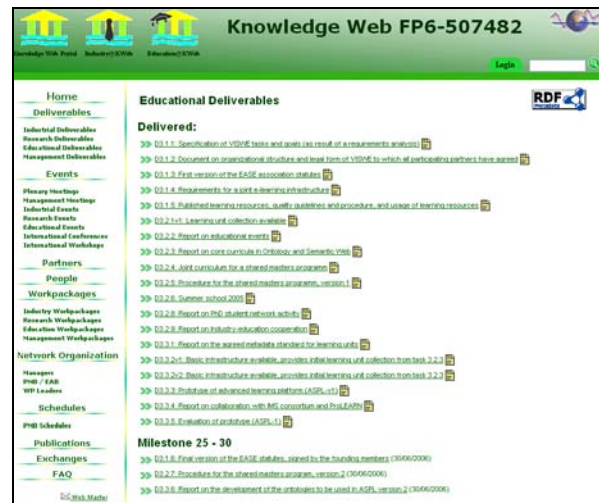 Knowledge Web FP6-507482
Knowledge Web Portal
Industry@KWeb
Education@KWeb
Login
Home
Deliverables
Industrial Deliverables
Research Deliverables
Educational Deliverables
Management Deliverables
Events
Plenary Meetings
Management Meetings
Industrial Events
Research Events
Educational Events
International Conferences
International Workshops
Partners
People
Workpackages
Industry Workpackages
Research Workpackages
Education Workpackages
Management Workpackages
Network Organization
Managers
PMB / EAB
WP Leaders
Schedules
PMB Schedules
Publications
Exchanges
FAQ
Web Master
Educational Deliverables
RDF
Metadata
Delivered:
D3.1.1: Specification of VISWE tasks and goals (as result of a requirements analysis)
D3.1.2: Document on organizational structure and legal form of VISWE to which all participating partners have agreed
D3.1.3: First version of the EASE association statutes
D3.1.4: Requirements for a joint e-learning infrastructure
D3.1.5: Published learning resources, quality guidelines and procedure, and usage of learning resources
D3.2.1v1: Learning unit collection available
D3.2.2: Report on educational events
D3.2.3: Report on core curricula in Ontology and Semantic Web
D3.2.4: Joint curriculum for a shared masters programm
D3.2.5: Procedure for the shared masters programm, version 1
D3.2.6: Summer school 2005
D3.2.8: Report on PhD student network activity
D3.2.9: Report on Industry-education cooperation
D3.3.1: Report on the agreed metadata standard for learning units
D3.3.2v1: Basic infrastructure available, provides initial learning unit collection from task 3.2.3
D3.3.2v2: Basic infrastructure available, provides initial learning unit collection from task 3.2.3
D3.3.3: Prototype of advanced learning platform (ASPL-v1)
D3.3.4: Report on collaboration with IMS consortium and ProLEARN
D3.3.5: Evaluation of prototype (ASPL-1)
Milestone 25 - 30
D3.1.6: Final version of the EASE statutes, signed by the founding members (30/06/2006)
D3.2.7: Procedure for the shared masters program, version 2 (30/06/2006)
D3.3.6: Report on the development of the ontologies to be used in ASPL version 2 (30/06/2006)